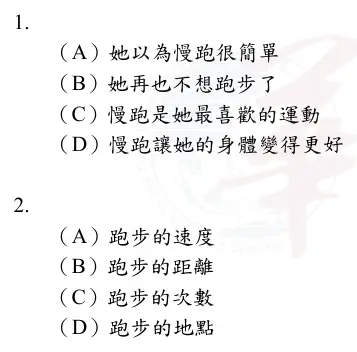 1.
（A）她以為慢跑很簡單
（B）她再也不想跑步了
（C）慢跑是她最喜歡的運動
（D）慢跑讓她的身體變得更好
2.
（A）跑步的速度
（B）跑步的距離
（C）跑步的次數
（D）跑步的地點